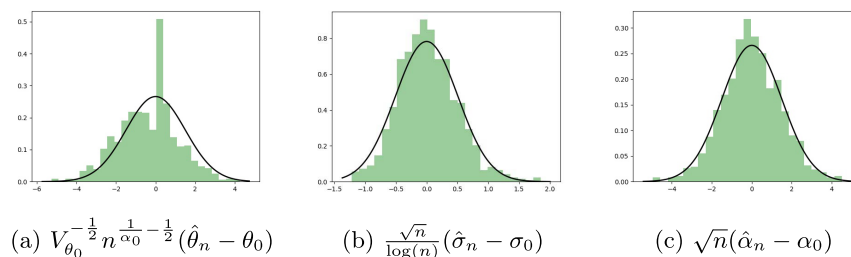 0.5 0.4 0.3 0.2 0.1 0.0
−6 −4 −2 0 2 4
0.8 0.6 0.4 0.2 0.0
−1.5 −1.0 −0.5 0.0 0.5 1.0 1.5 2.0
0.30 0.25 0.20 0.15 0.10 0.05 0.00
−4 −2 0 2 4
(a) $V_{\theta_0}^{-\frac{1}{2}} n^{\frac{1}{\alpha_0}-\frac{1}{2}}(\hat{\theta}_n - \theta_0)$
(b) $\frac{\sqrt{n}}{\log(n)}(\hat{\sigma}_n - \sigma_0)$
(c) $\sqrt{n}(\hat{\alpha}_n - \alpha_0)$